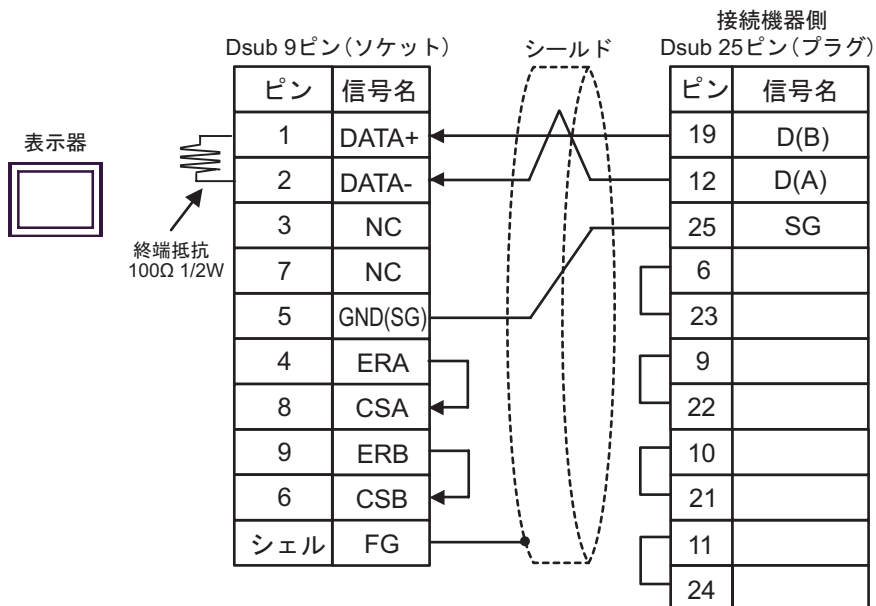 接続機器側
Dsub 9ピン(ソケット)
シールド
Dsub 25ピン(プラグ)
ピン 信号名
ピン 信号名
表示器
1 DATA+
19 D(B)
2 DATA-
12 D(A)
3 NC
25 SG
終端抵抗
100Ω 1/2W
7 NC
6
5 GND(SG)
23
4 ERA
9
8 CSA
22
9 ERB
10
6 CSB
21
シェル FG
11
24